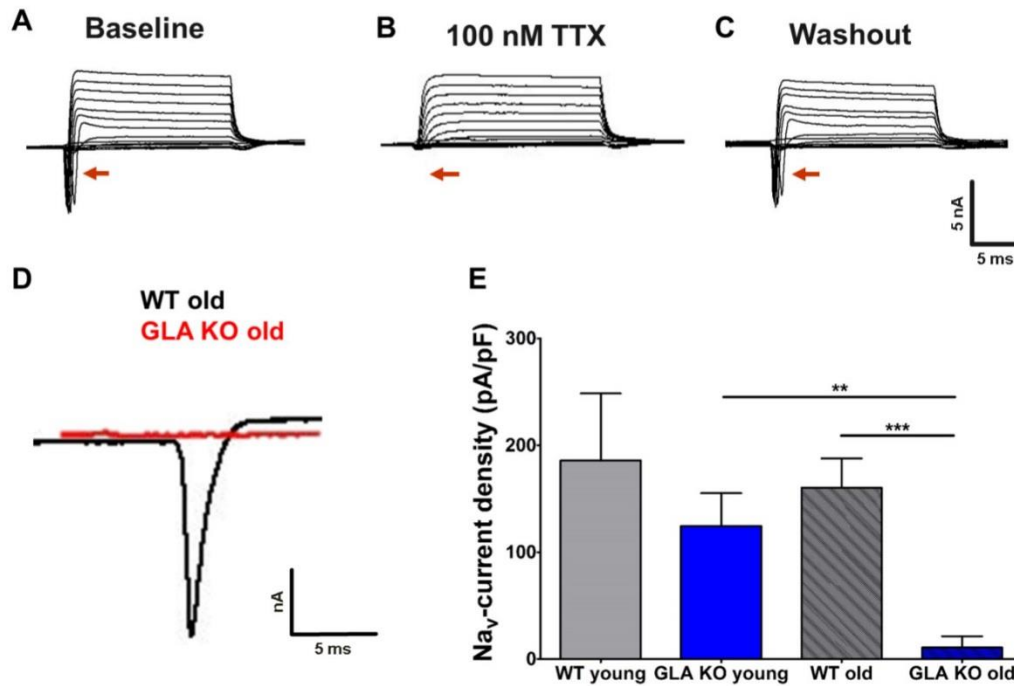 A
Baseline
B
100 nM TTX
C
Washout
5 nA
5 ms
D
WT old
GLA KO old
nA
5 ms
E
Naᵥ-current density (pA/pF)
300
200
100
0
**
***
WT young
GLA KO young
WT old
GLA KO old